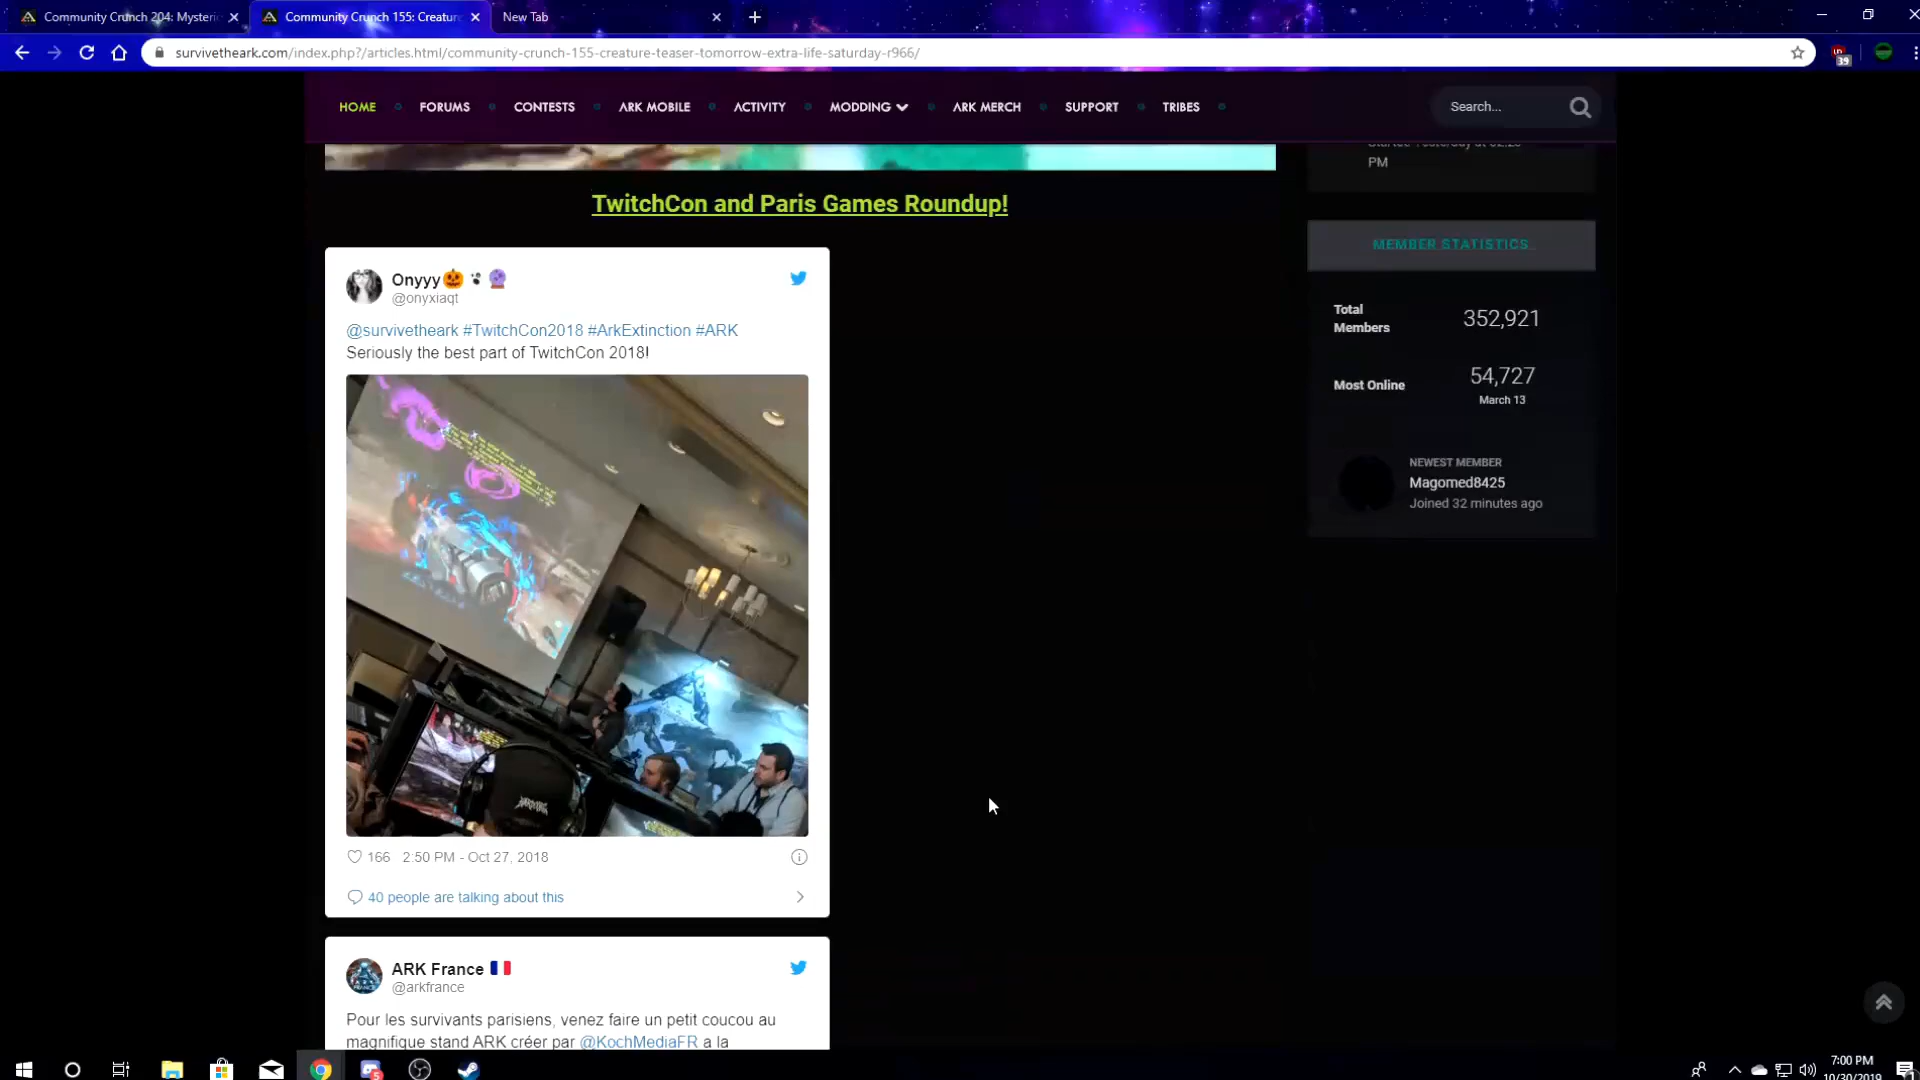 Community Crunch 204: Mysteri
Community Crunch 155: Creatur
New Tab
survivetheark.com/index.php?/articles.html/community-crunch-155-creature-teaser-tomorrow-extra-life-saturday-r966/
39
HOME
FORUMS
CONTESTS
ARK MOBILE
ACTIVITY
MODDING
ARK MERCH
SUPPORT
TRIBES
Search...
PM
TwitchCon and Paris Games Roundup!
MEMBER STATISTICS
Total Members
352,921
Most Online
54,727
March 13
NEWEST MEMBER
Magomed8425
Joined 32 minutes ago
Onyyy
@onyxiaqt
@survivetheark #TwitchCon2018 #ArkExtinction #ARK
Seriously the best part of TwitchCon 2018!
166 2:50 PM - Oct 27, 2018
40 people are talking about this
ARK France
@arkfrance
Pour les survivants parisiens, venez faire un petit coucou au
magnifique stand ARK créer par @KochMediaFR a la
5
7:00 PM
10/30/2019